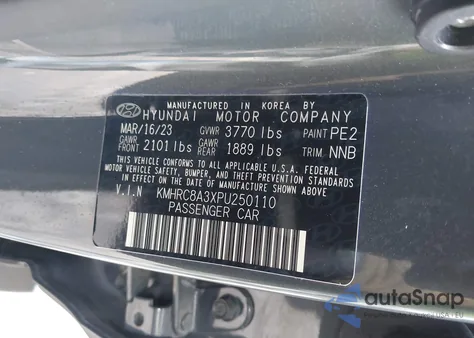 MANUFACTURED IN KOREA BY
HYUNDAI MOTOR COMPANY
MAR/16/23 GVWR 3770 lbs PAINT PE2
GAWR FRONT 2101 lbs GAWR REAR 1889 lbs TRIM NNB
THIS VEHICLE CONFORMS TO ALL APPLICABLE U.S.A. FEDERAL
MOTOR VEHICLE SAFETY, BUMPER, AND THEFT PREVENTION
STANDARDS IN EFFECT ON THE DATE OF MANUFACTURE SHOWN ABOVE
V.I.N KMHRC8A3XPU250110
PASSENGER CAR
autoSnap